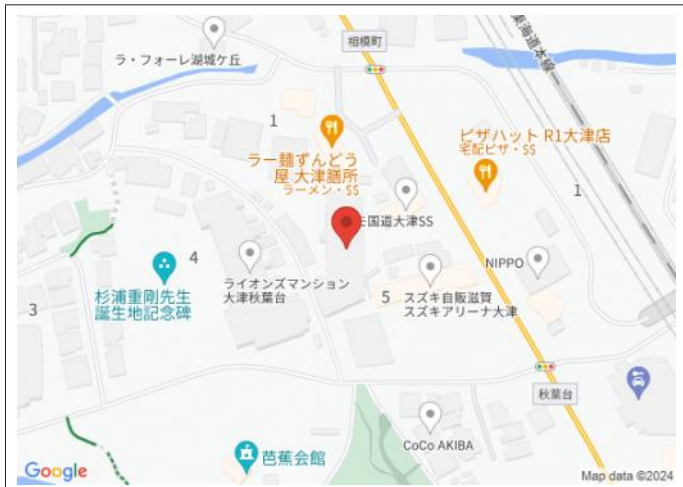 ラ・フォーレ湖城ケ丘
相模町
東海道本線
1
ラー麺ずんどう
屋 大津膳所
ラーメン・$$
ピザハット R1大津店
宅配ピザ・$$
1
モ国道大津SS
NIPPO
4
杉浦重剛先生
誕生地記念碑
ライオンズマンション
大津秋葉台
5
スズキ自販滋賀
スズキアリーナ大津
3
秋葉台
CoCo AKIBA
芭蕉会館
Google
Map data ©2024